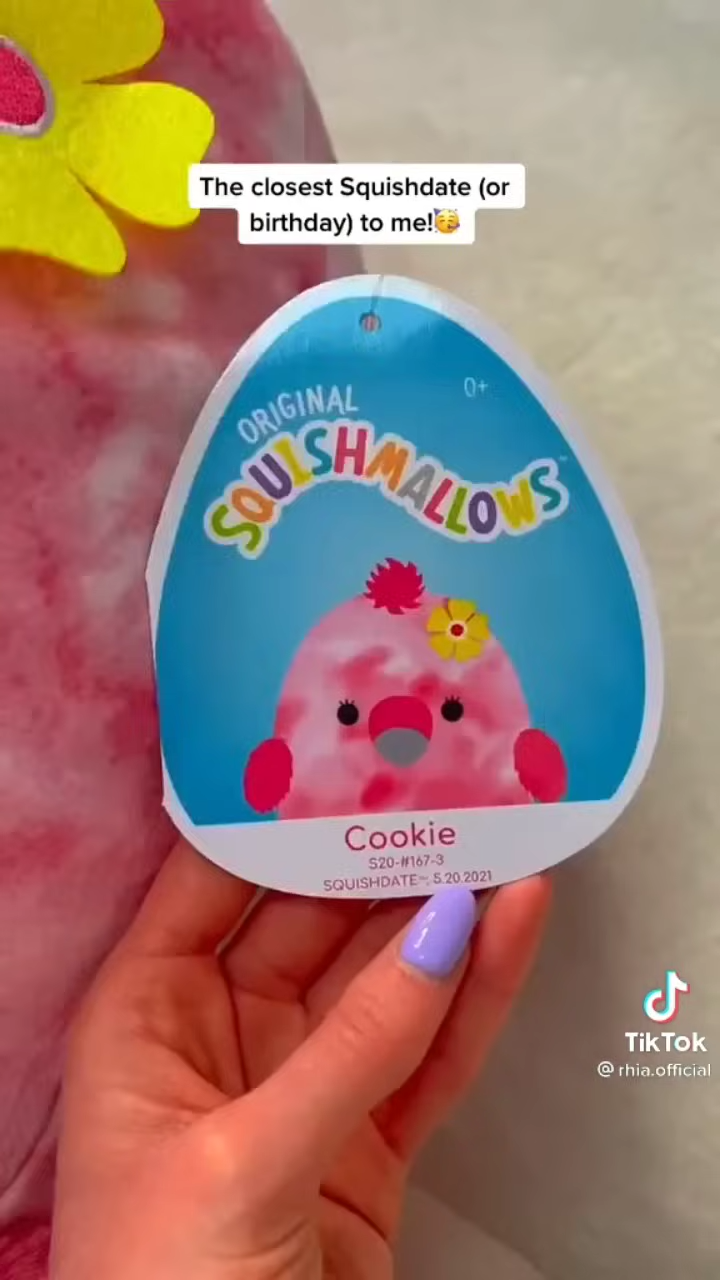 The closest Squishdate (or
birthday) to me!🥳
ORIGINAL
0+
SQUISHMALLOWS™
Cookie
S20-#167-3
SQUISHDATE™: 5.20.2021
TikTok
@rhia.official